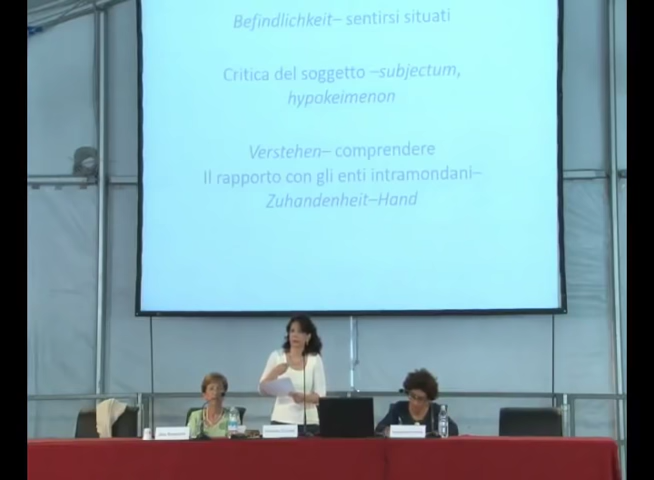 Befindlichkeit– sentirsi situati
Critica del soggetto –subjectum,
hypokeimenon
Verstehen– comprendere
Il rapporto con gli enti intramondani–
Zuhandenheit–Hand